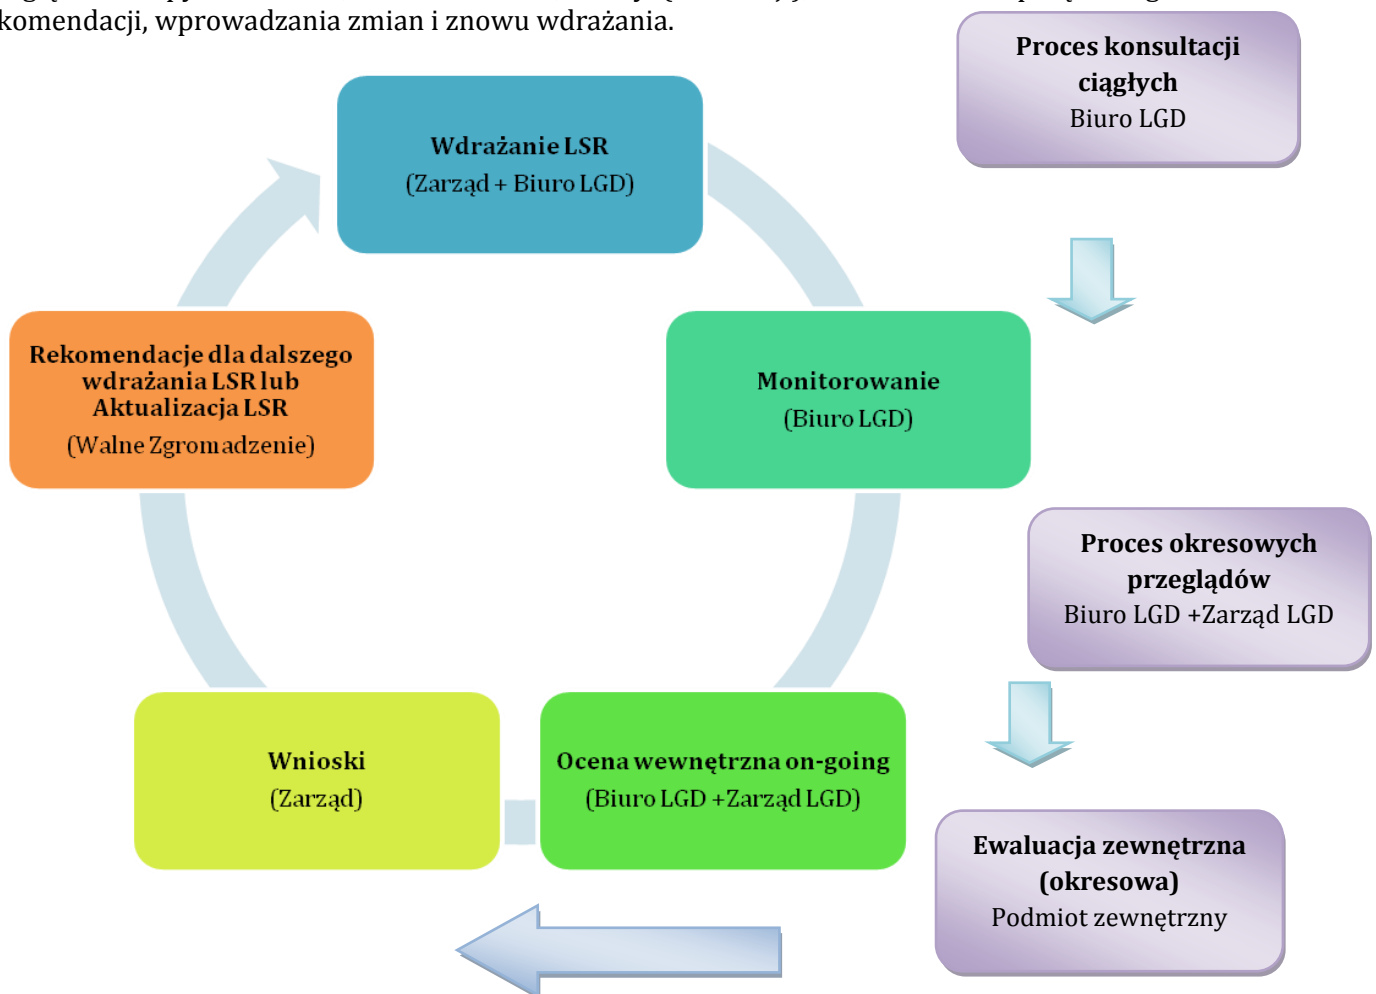 komendacji, wprowadzania zmian i znowu wdrażania.
Proces konsultacji
ciągłych
Biuro LGD
Wdrażanie LSR
(Zarząd + Biuro LGD)
Rekomendacje dla dalszego
wdrażania LSR lub
Aktualizacja LSR
(Walne Zgromadzenie)
Monitorowanie
(Biuro LGD)
Proces okresowych
przeglądów
Biuro LGD +Zarząd LGD
Wnioski
(Zarząd)
Ocena wewnętrzna on-going
(Biuro LGD +Zarząd LGD)
Ewaluacja zewnętrzna
(okresowa)
Podmiot zewnętrzny